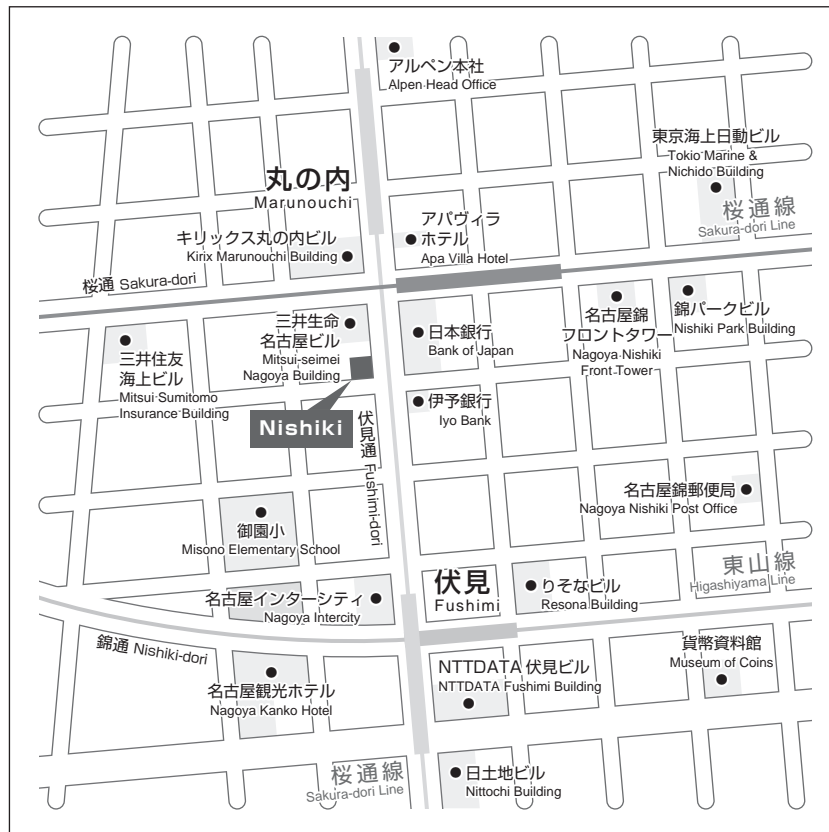 アルペン本社
Alpen Head Office
東京海上日動ビル
Tokio Marine &
Nichido Building
丸の内
Marunouchi
桜通線
Sakura-dori Line
アパヴィラ
ホテル
Apa Villa Hotel
キリックス丸の内ビル
Kirix Marunouchi Building
桜通 Sakura-dori
三井生命
名古屋ビル
Mitsui-seimei
Nagoya Building
日本銀行
Bank of Japan
名古屋錦
フロントタワー
Nagoya Nishiki
Front Tower
錦パークビル
Nishiki Park Building
三井住友
海上ビル
Mitsui Sumitomo
Insurance Building
Nishiki
伏見通 Fushimi-dori
伊予銀行
Iyo Bank
名古屋錦郵便局
Nagoya Nishiki Post Office
御園小
Misono Elementary School
東山線
Higashiyama Line
伏見
Fushimi
りそなビル
Resona Building
名古屋インターシティ
Nagoya Intercity
錦通 Nishiki-dori
貨幣資料館
Museum of Coins
NTTDATA 伏見ビル
NTTDATA Fushimi Building
名古屋観光ホテル
Nagoya Kanko Hotel
桜通線
Sakura-dori Line
日土地ビル
Nittochi Building